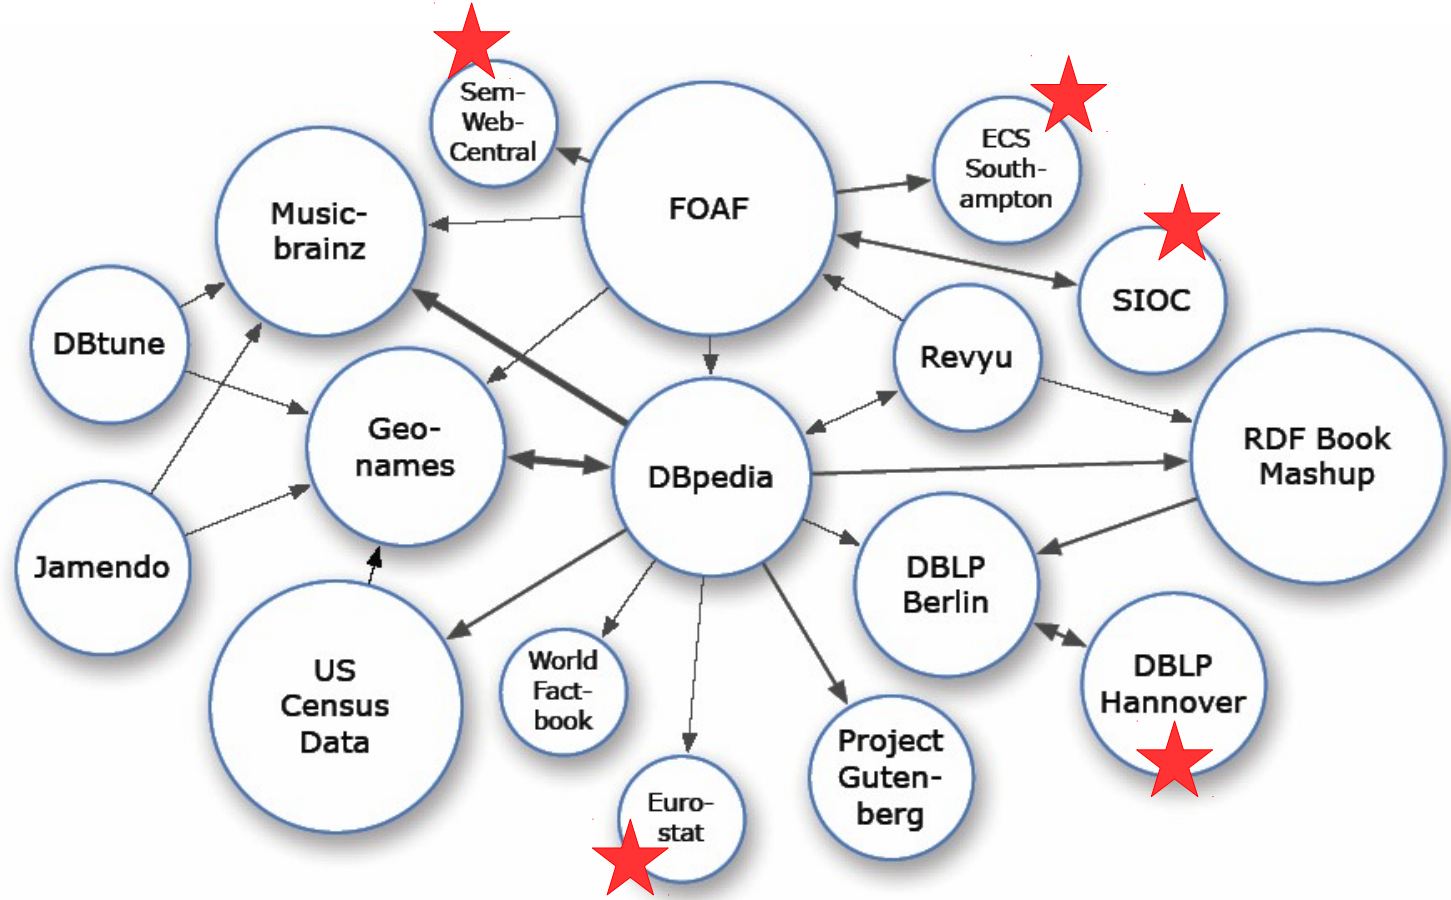 Sem-
Web-
Central
FOAF
ECS
South-
ampton
Music-
brainz
SIOC
DBtune
Revyu
Geo-
names
DBpedia
RDF Book
Mashup
Jamendo
DBLP
Berlin
US
Census
Data
World
Fact-
book
DBLP
Hannover
Project
Guten-
berg
Euro-
stat